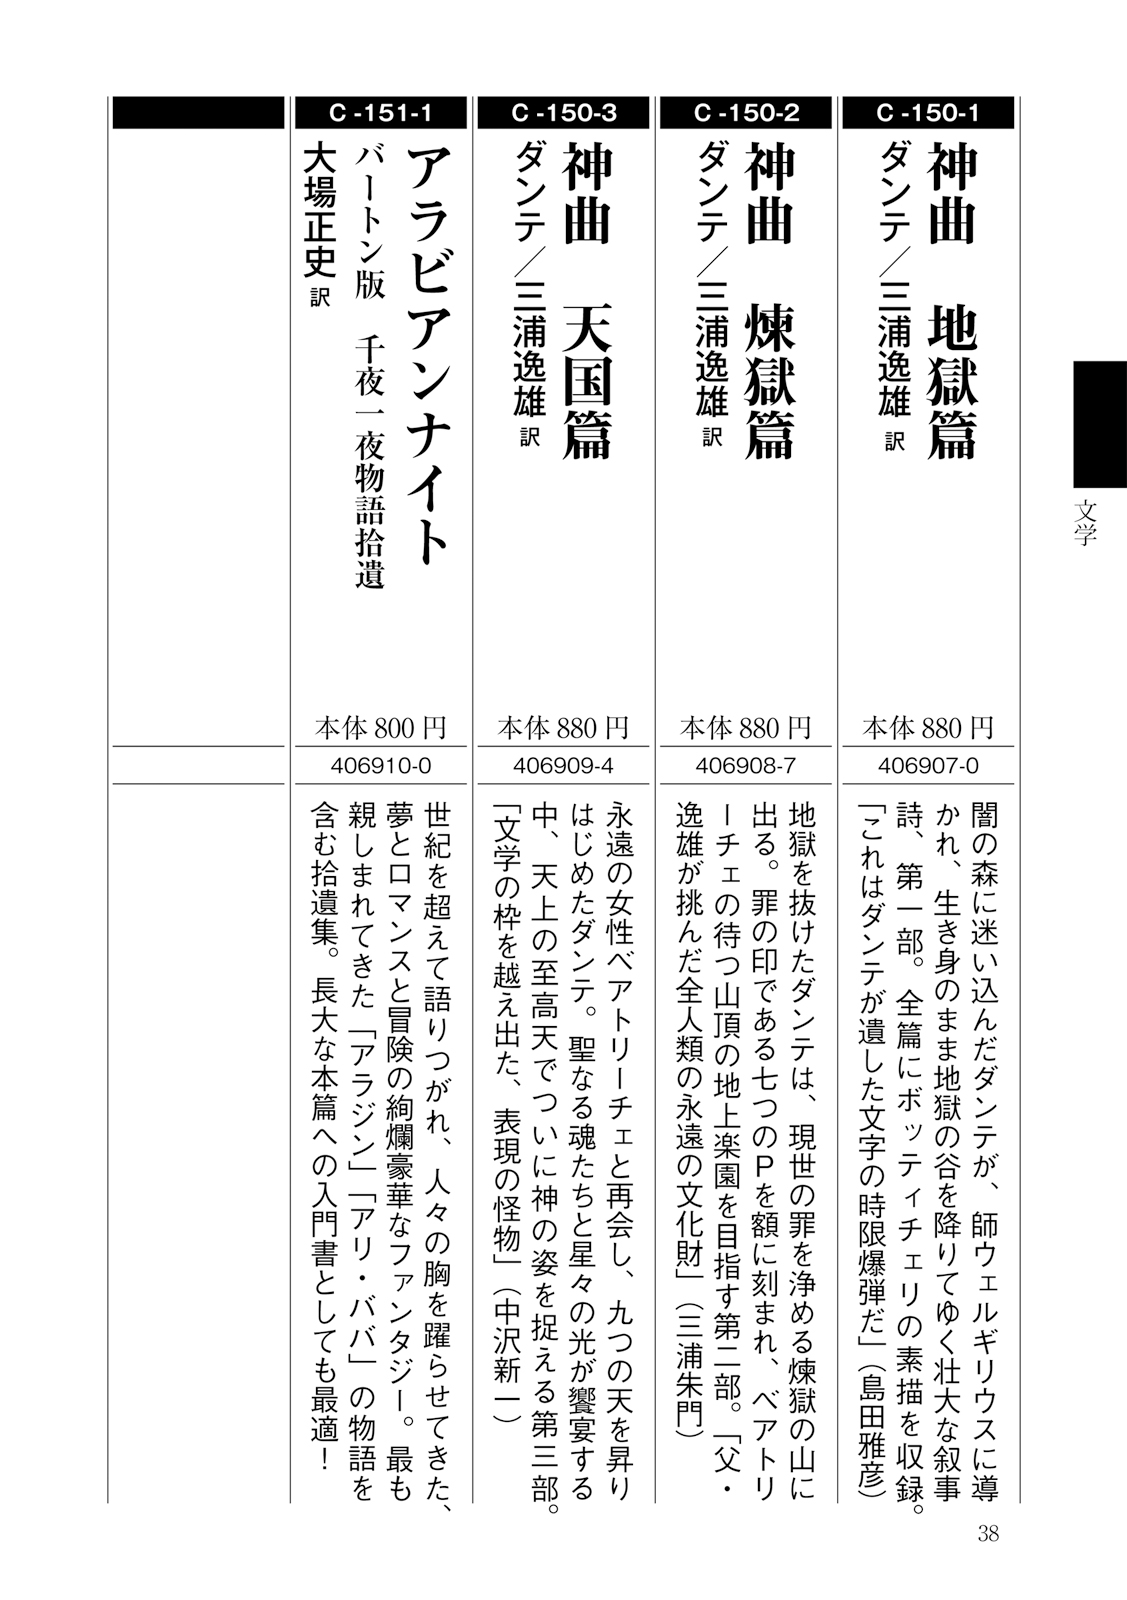 文学
C -150-1
神曲　地獄篇
ダンテ／三浦逸雄 訳
本体 880 円
406907-0
闇の森に迷い込んだダンテが、師ウェルギリウスに導
かれ、生き身のまま地獄の谷を降りてゆく壮大な叙事
詩、第一部。全篇にボッティチェリの素描を収録。
「これはダンテが遺した文字の時限爆弾だ」（島田雅彦）
C -150-2
神曲　煉獄篇
ダンテ／三浦逸雄 訳
本体 880 円
406908-7
地獄を抜けたダンテは、現世の罪を浄める煉獄の山に
出る。罪の印である七つのPを額に刻まれ、ベアトリ
ーチェの待つ山頂の地上楽園を目指す第二部。「父・
逸雄が挑んだ全人類の永遠の文化財」（三浦朱門）
C -150-3
神曲　天国篇
ダンテ／三浦逸雄 訳
本体 880 円
406909-4
永遠の女性ベアトリーチェと再会し、九つの天を昇り
はじめたダンテ。聖なる魂たちと星々の光が饗宴する
中、天上の至高天でついに神の姿を捉える第三部。
「文学の枠を越え出た、表現の怪物」（中沢新一）
C -151-1
アラビアンナイト
バートン版　千夜一夜物語拾遺
大場正史 訳
本体 800 円
406910-0
世紀を超えて語りつがれ、人々の胸を躍らせてきた、
夢とロマンスと冒険の絢爛豪華なファンタジー。最も
親しまれてきた「アラジン」「アリ・ババ」の物語を
含む拾遺集。長大な本篇への入門書としても最適！
38